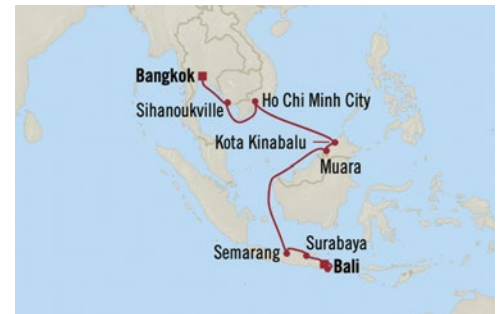 Bangkok
Sihanoukville
Ho Chi Minh City
Kota Kinabalu
Muara
Semarang
Surabaya
Bali